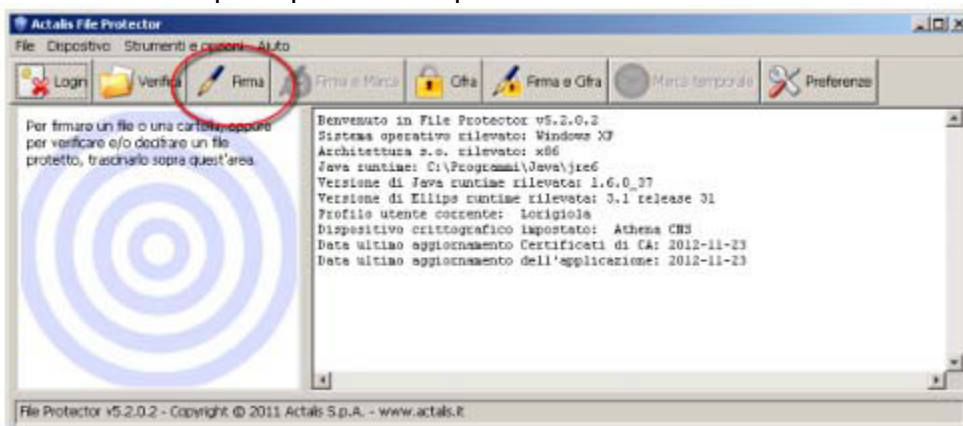 Actalis File Protector
File Dispositivo Strumenti e opzioni Aiuto
Login Verifica Firma Firma e Marca Cifra Firma e Cifra Marca temporale Preferenze
Per firmare un file o una cartella, oppure
per verificare e/o decifrare un file
protetto, trascinarlo sopra quest'area.
Benvenuto in File Protector v5.2.0.2
Sistema operativo rilevato: Windows XP
Architettura s.o. rilevato: x86
Java runtime: C:\Programmi\Java\jre6
Versione di Java runtime rilevata: 1.6.0_37
Versione di Ellips runtime rilevata: 3.1 release 31
Profilo utente corrente: Lorigiola
Dispositivo crittografico impostato: Athena CNS
Data ultimo aggiornamento Certificati di CA: 2012-11-23
Data ultimo aggiornamento dell'applicazione: 2012-11-23
File Protector v5.2.0.2 - Copyright © 2011 Actalis S.p.A. - www.actalis.it